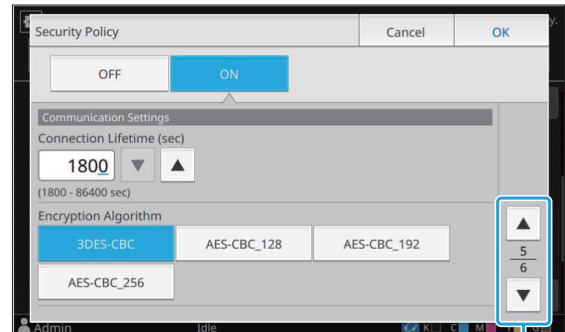 Security Policy Cancel OK
y.
OFF ON
Communication Settings
Connection Lifetime (sec)
1800 ▼ ▲
(1800 - 86400 sec)
Encryption Algorithm
3DES-CBC AES-CBC_128 AES-CBC_192
AES-CBC_256
▲
5
6
▼
Admin Idle K C M Y